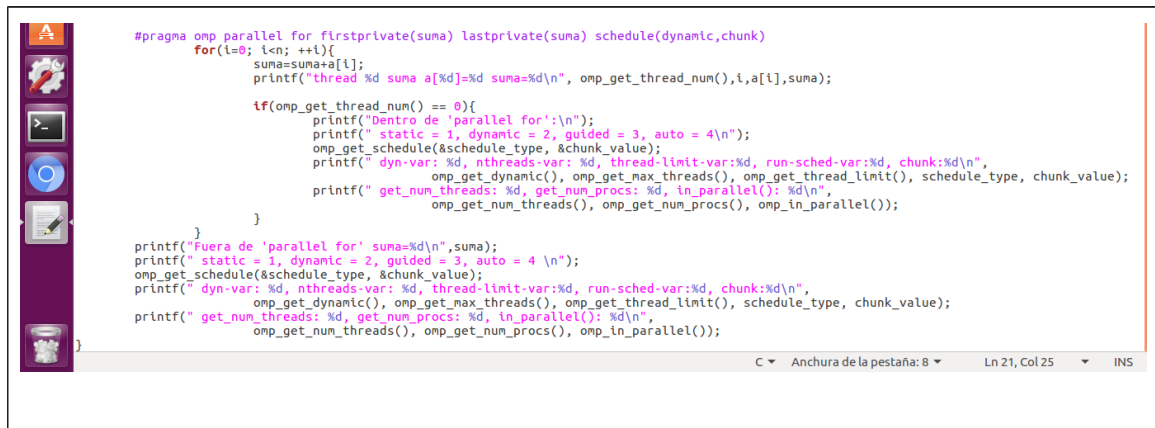 #pragma omp parallel for firstprivate(suma) lastprivate(suma) schedule(dynamic,chunk)
for(i=0; i<n; ++i){
suma=suma+a[i];
printf("thread %d suma a[%d]=%d suma=%d\n", omp_get_thread_num(),i,a[i],suma);
if(omp_get_thread_num() == 0){
printf("Dentro de 'parallel for':\n");
printf(" static = 1, dynamic = 2, guided = 3, auto = 4\n");
omp_get_schedule(&schedule_type, &chunk_value);
printf(" dyn-var: %d, nthreads-var: %d, thread-limit-var:%d, run-sched-var:%d, chunk:%d\n",
omp_get_dynamic(), omp_get_max_threads(), omp_get_thread_limit(), schedule_type, chunk_value);
printf(" get_num_threads: %d, get_num_procs: %d, in_parallel(): %d\n",
omp_get_num_threads(), omp_get_num_procs(), omp_in_parallel());
}
}
printf("Fuera de 'parallel for' suma=%d\n",suma);
printf(" static = 1, dynamic = 2, guided = 3, auto = 4 \n");
omp_get_schedule(&schedule_type, &chunk_value);
printf(" dyn-var: %d, nthreads-var: %d, thread-limit-var:%d, run-sched-var:%d, chunk:%d\n",
omp_get_dynamic(), omp_get_max_threads(), omp_get_thread_limit(), schedule_type, chunk_value);
printf(" get_num_threads: %d, get_num_procs: %d, in_parallel(): %d\n",
omp_get_num_threads(), omp_get_num_procs(), omp_in_parallel());
}
C Anchura de la pestaña: 8 Ln 21, Col 25 INS